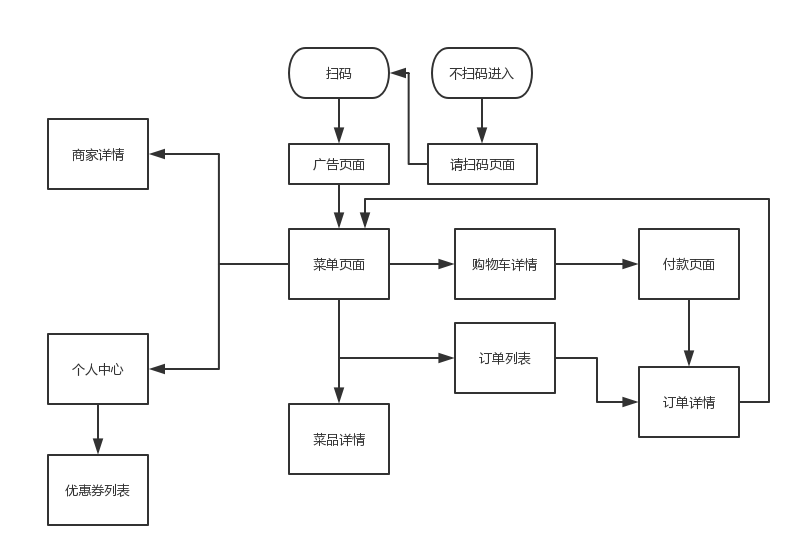 扫码
不扫码进入
商家详情
广告页面
请扫码页面
菜单页面
购物车详情
付款页面
个人中心
订单列表
订单详情
菜品详情
优惠券列表